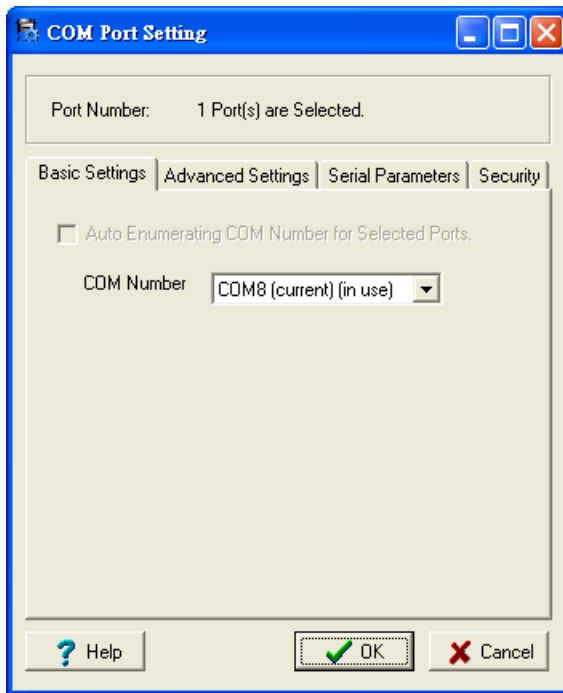 COM Port Setting
Port Number: 1 Port(s) are Selected.
Basic Settings Advanced Settings Serial Parameters Security
Auto Enumerating COM Number for Selected Ports.
COM Number COM8 (current) (in use)
Help OK Cancel